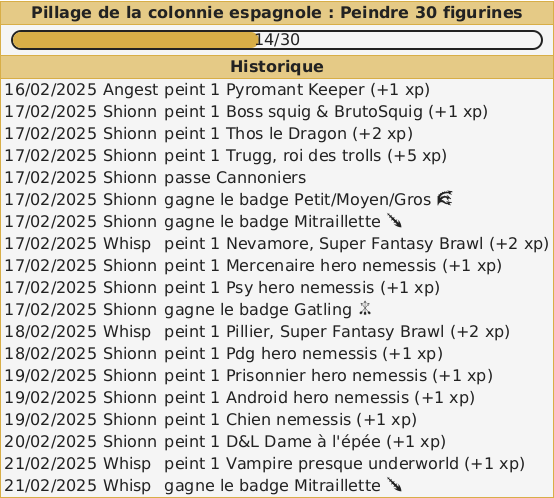 Pillage de la colonnie espagnole : Peindre 30 figurines
14/30
Historique
16/02/2025 Angest peint 1 Pyromant Keeper (+1 xp)
17/02/2025 Shionn peint 1 Boss squig & BrutoSquig (+1 xp)
17/02/2025 Shionn peint 1 Thos le Dragon (+2 xp)
17/02/2025 Shionn peint 1 Trugg, roi des trolls (+5 xp)
17/02/2025 Shionn passe Cannoniers
17/02/2025 Shionn gagne le badge Petit/Moyen/Gros
17/02/2025 Shionn gagne le badge Mitraillette
17/02/2025 Whisp peint 1 Nevamore, Super Fantasy Brawl (+2 xp)
17/02/2025 Shionn peint 1 Mercenaire hero nemessis (+1 xp)
17/02/2025 Shionn peint 1 Psy hero nemessis (+1 xp)
17/02/2025 Shionn gagne le badge Gatling
18/02/2025 Whisp peint 1 Pillier, Super Fantasy Brawl (+2 xp)
18/02/2025 Shionn peint 1 Pdg hero nemessis (+1 xp)
19/02/2025 Shionn peint 1 Prisonnier hero nemessis (+1 xp)
19/02/2025 Shionn peint 1 Android hero nemessis (+1 xp)
19/02/2025 Shionn peint 1 Chien nemessis (+1 xp)
20/02/2025 Shionn peint 1 D&L Dame à l'épée (+1 xp)
21/02/2025 Whisp peint 1 Vampire presque underworld (+1 xp)
21/02/2025 Whisp gagne le badge Mitraillette